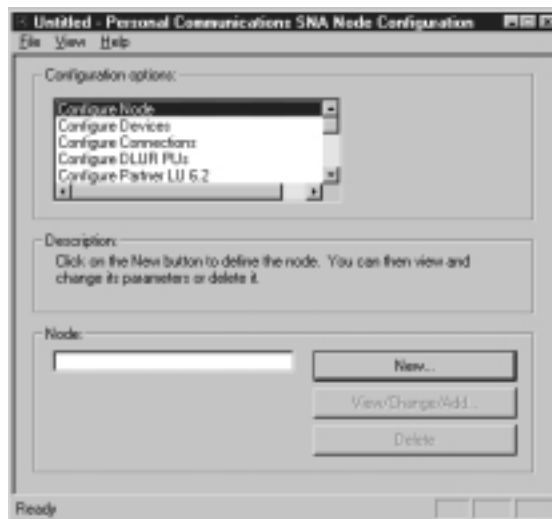 Untitled - Personal Communications SNA Node Configuration
File View Help
Configuration options:
Configure Node
Configure Devices
Configure Connections
Configure DLUR PUs
Configure Partner LU 6.2
Description:
Click on the New button to define the node. You can then view and
change its parameters or delete it.
Node:
New...
View/Change/Add...
Delete
Ready